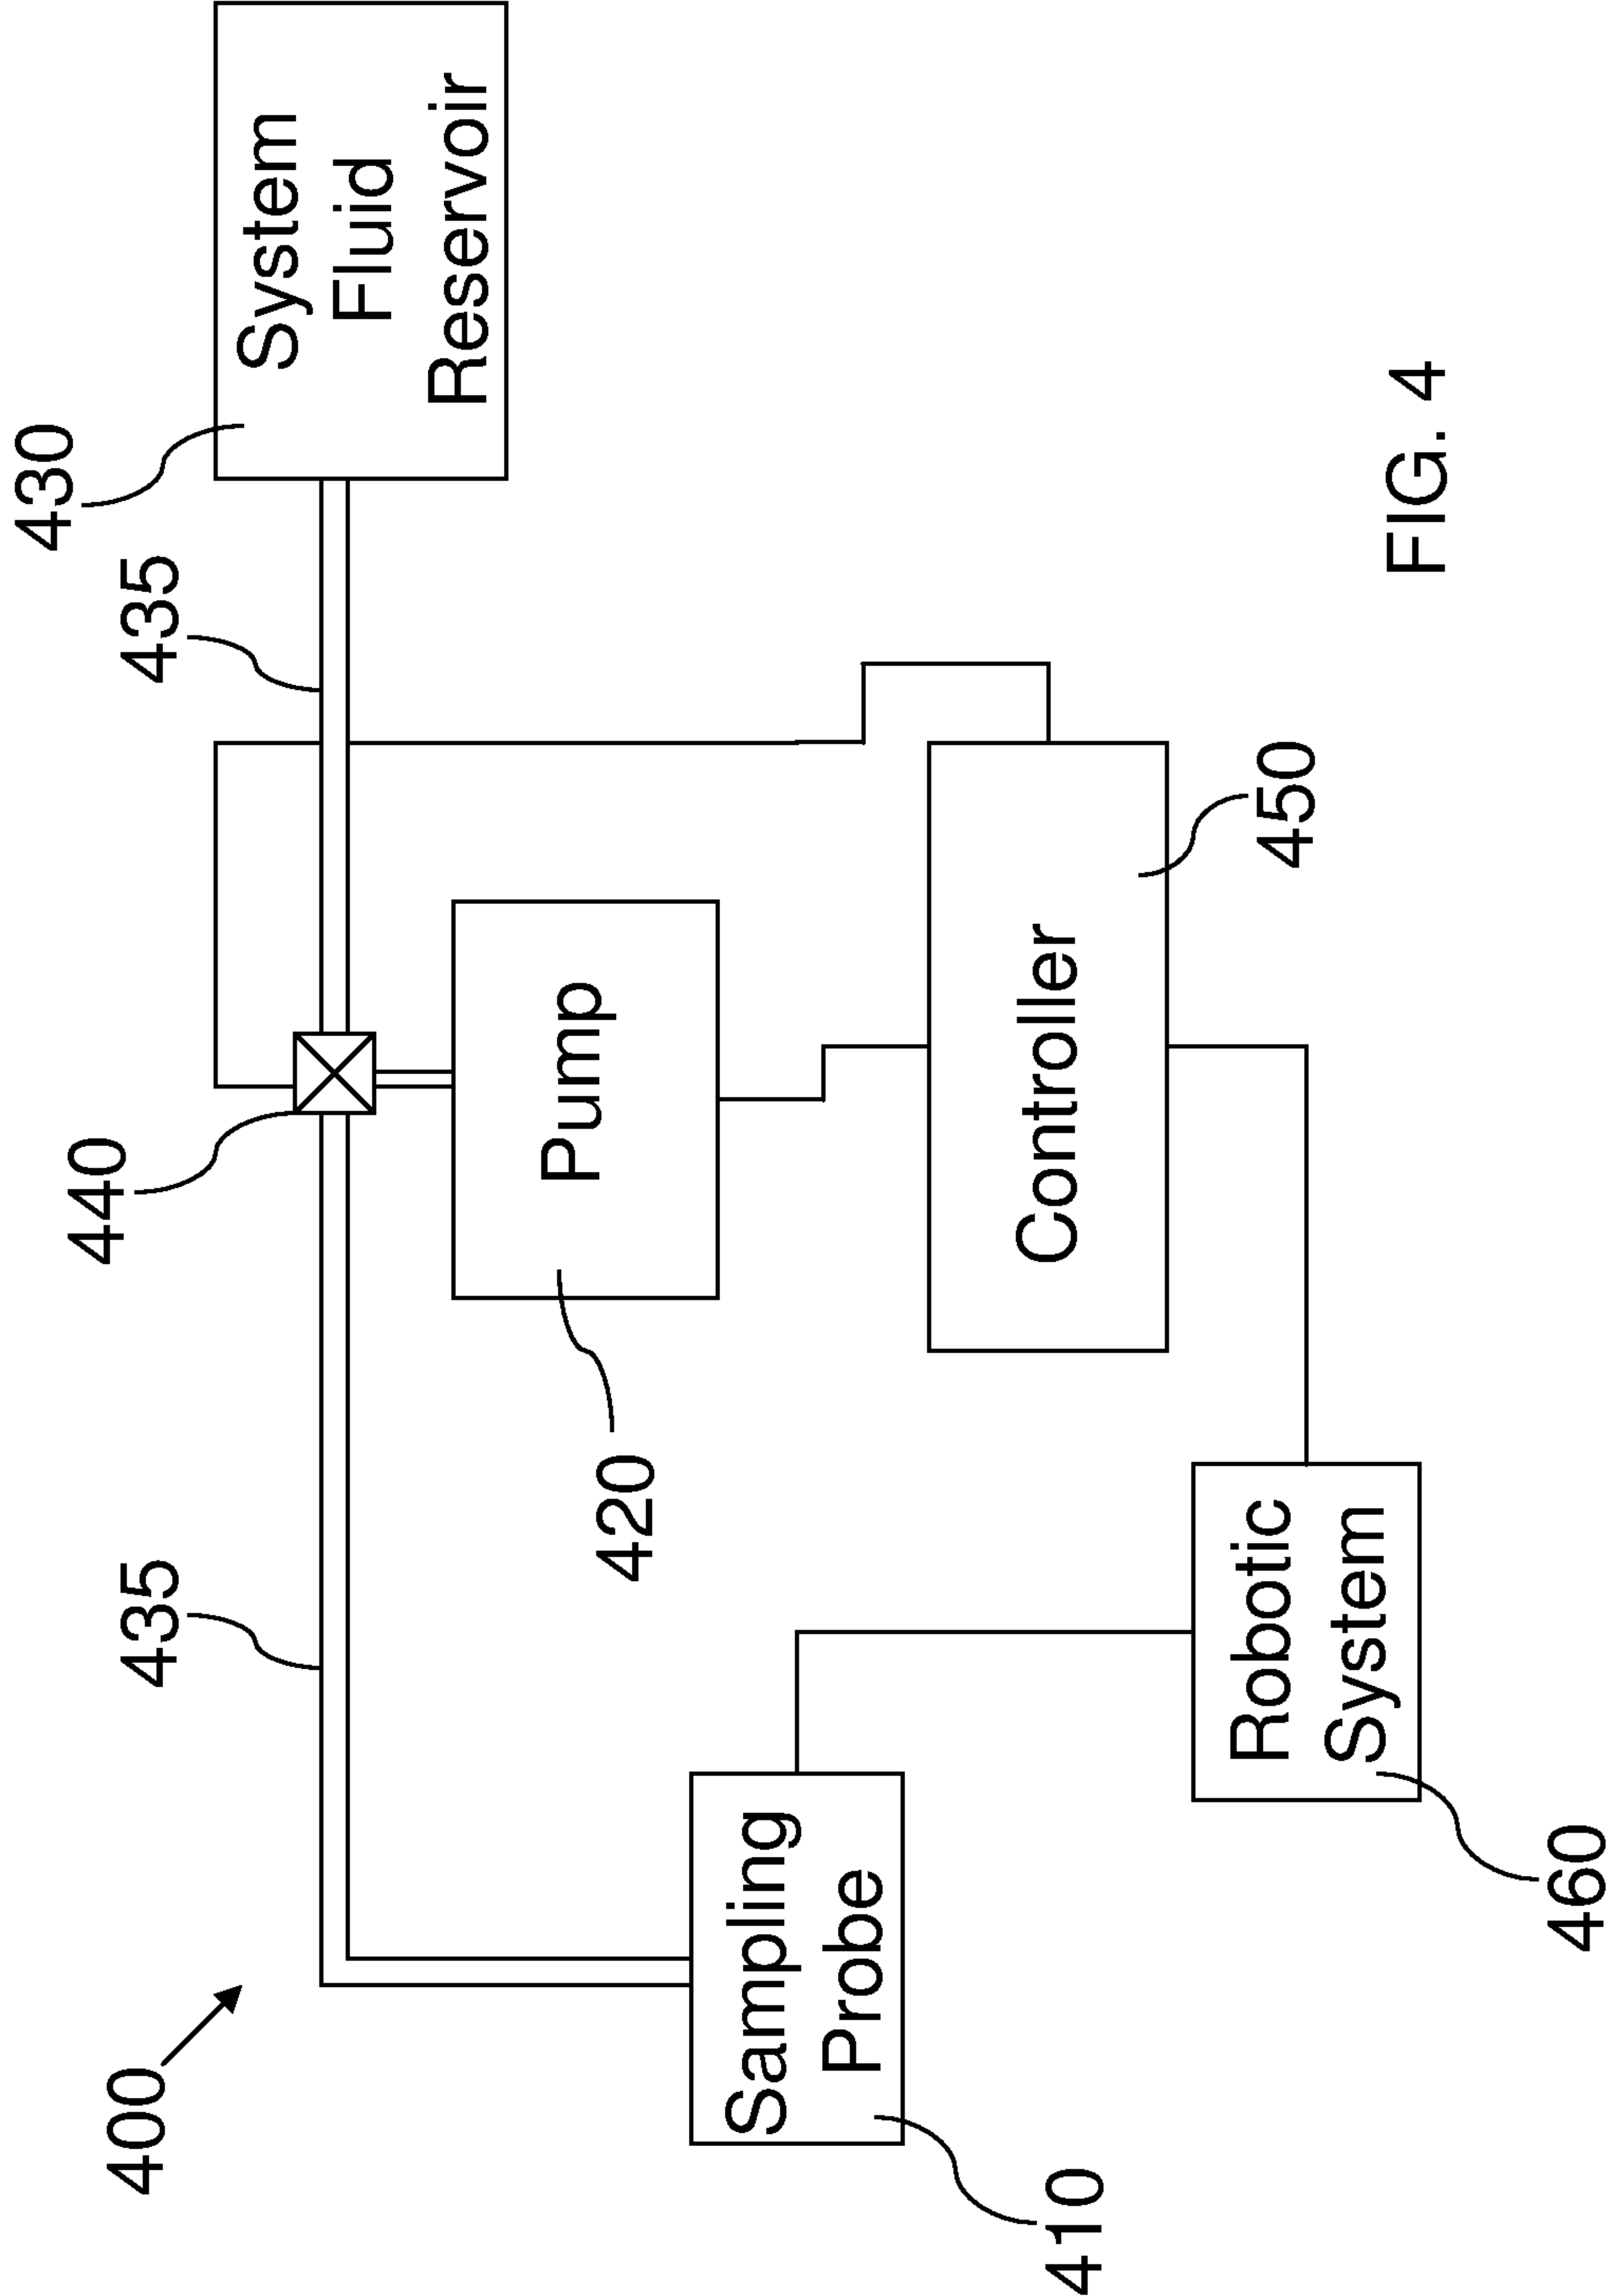 400
435
440
435
430
System
Fluid
Reservoir
Pump
420
Sampling
Probe
410
Controller
450
Robotic
System
460
FIG. 4